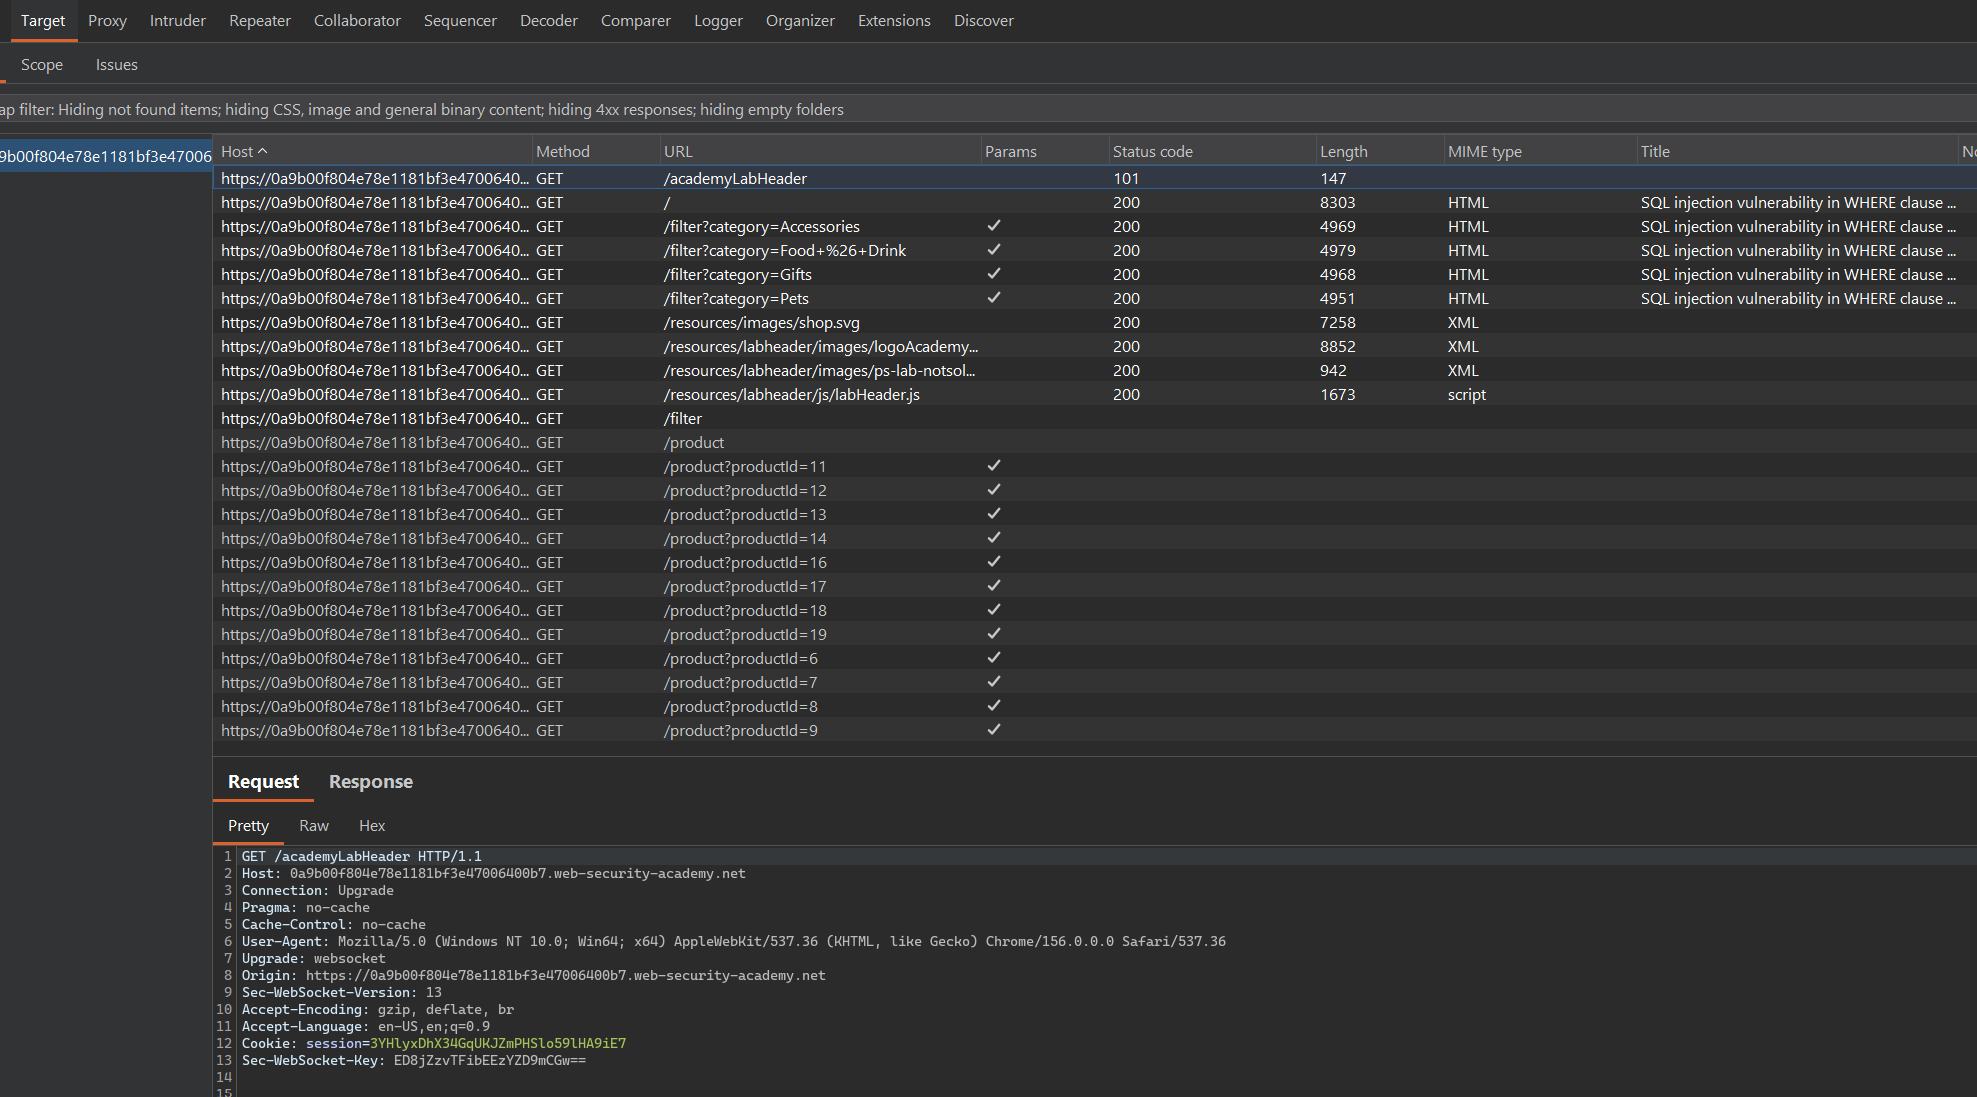 Target Proxy Intruder Repeater Collaborator Sequencer Decoder Comparer Logger Organizer Extensions Discover
Scope Issues
ap filter: Hiding not found items; hiding CSS, image and general binary content; hiding 4xx responses; hiding empty folders
9b00f804e78e1181bf3e47006
Host Method URL Params Status code Length MIME type Title No
https://0a9b00f804e78e1181bf3e4700640... GET /academyLabHeader 101 147
https://0a9b00f804e78e1181bf3e4700640... GET / 200 8303 HTML SQL injection vulnerability in WHERE clause ...
https://0a9b00f804e78e1181bf3e4700640... GET /filter?category=Accessories ✓ 200 4969 HTML SQL injection vulnerability in WHERE clause ...
https://0a9b00f804e78e1181bf3e4700640... GET /filter?category=Food+%26+Drink ✓ 200 4979 HTML SQL injection vulnerability in WHERE clause ...
https://0a9b00f804e78e1181bf3e4700640... GET /filter?category=Gifts ✓ 200 4968 HTML SQL injection vulnerability in WHERE clause ...
https://0a9b00f804e78e1181bf3e4700640... GET /filter?category=Pets ✓ 200 4951 HTML SQL injection vulnerability in WHERE clause ...
https://0a9b00f804e78e1181bf3e4700640... GET /resources/images/shop.svg 200 7258 XML
https://0a9b00f804e78e1181bf3e4700640... GET /resources/labheader/images/logoAcademy... 200 8852 XML
https://0a9b00f804e78e1181bf3e4700640... GET /resources/labheader/images/ps-lab-notsol... 200 942 XML
https://0a9b00f804e78e1181bf3e4700640... GET /resources/labheader/js/labHeader.js 200 1673 script
https://0a9b00f804e78e1181bf3e4700640... GET /filter
https://0a9b00f804e78e1181bf3e4700640... GET /product
https://0a9b00f804e78e1181bf3e4700640... GET /product?productId=11 ✓
https://0a9b00f804e78e1181bf3e4700640... GET /product?productId=12 ✓
https://0a9b00f804e78e1181bf3e4700640... GET /product?productId=13 ✓
https://0a9b00f804e78e1181bf3e4700640... GET /product?productId=14 ✓
https://0a9b00f804e78e1181bf3e4700640... GET /product?productId=16 ✓
https://0a9b00f804e78e1181bf3e4700640... GET /product?productId=17 ✓
https://0a9b00f804e78e1181bf3e4700640... GET /product?productId=18 ✓
https://0a9b00f804e78e1181bf3e4700640... GET /product?productId=19 ✓
https://0a9b00f804e78e1181bf3e4700640... GET /product?productId=6 ✓
https://0a9b00f804e78e1181bf3e4700640... GET /product?productId=7 ✓
https://0a9b00f804e78e1181bf3e4700640... GET /product?productId=8 ✓
https://0a9b00f804e78e1181bf3e4700640... GET /product?productId=9 ✓
Request Response
Pretty Raw Hex
1 GET /academyLabHeader HTTP/1.1
2 Host: 0a9b00f804e78e1181bf3e47006400b7.web-security-academy.net
3 Connection: Upgrade
4 Pragma: no-cache
5 Cache-Control: no-cache
6 User-Agent: Mozilla/5.0 (Windows NT 10.0; Win64; x64) AppleWebKit/537.36 (KHTML, like Gecko) Chrome/156.0.0.0 Safari/537.36
7 Upgrade: websocket
8 Origin: https://0a9b00f804e78e1181bf3e47006400b7.web-security-academy.net
9 Sec-WebSocket-Version: 13
10 Accept-Encoding: gzip, deflate, br
11 Accept-Language: en-US,en;q=0.9
12 Cookie: session=3YHlyxDhX34GqUKJZmPHSlo59lHA9iE7
13 Sec-WebSocket-Key: ED8jZzvTFibEEzYZD9mCGw==
14
15